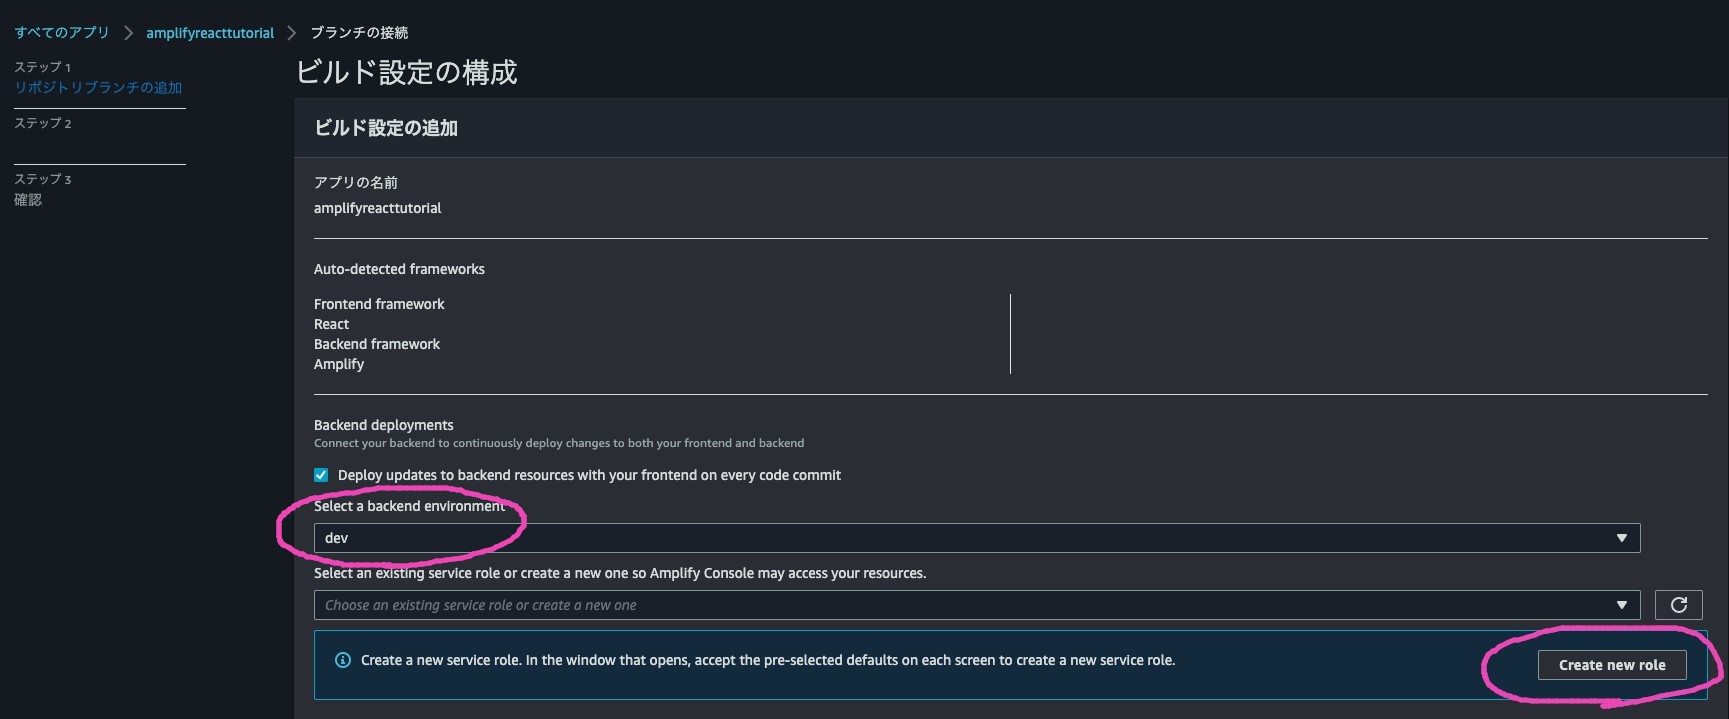 すべてのアプリ > amplifyreacttutorial > ブランチの接続
ステップ 1
リポジトリブランチの追加
ステップ 2
ステップ 3
確認
ビルド設定の構成
ビルド設定の追加
アプリの名前
amplifyreacttutorial
Auto-detected frameworks
Frontend framework
React
Backend framework
Amplify
Backend deployments
Connect your backend to continuously deploy changes to both your frontend and backend
Deploy updates to backend resources with your frontend on every code commit
Select a backend environment
dev
Select an existing service role or create a new one so Amplify Console may access your resources.
Choose an existing service role or create a new one
Create a new service role. In the window that opens, accept the pre-selected defaults on each screen to create a new service role.
Create new role